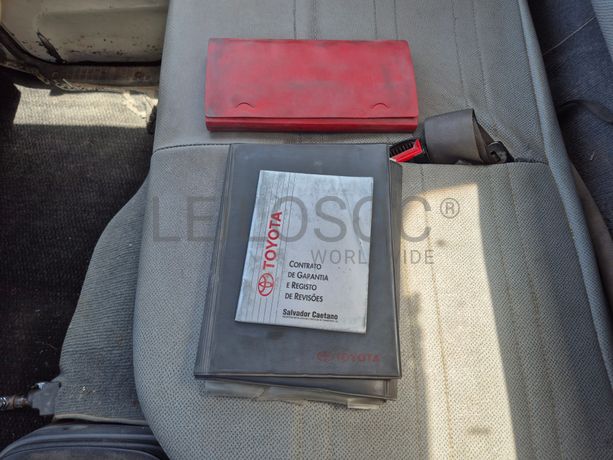 LEILOSOC®
WORLDWIDE
TOYOTA
CONTRATO
DE GARANTIA
E REGISTO
DE REVISÕES
Salvador Caetano
TOYOTA